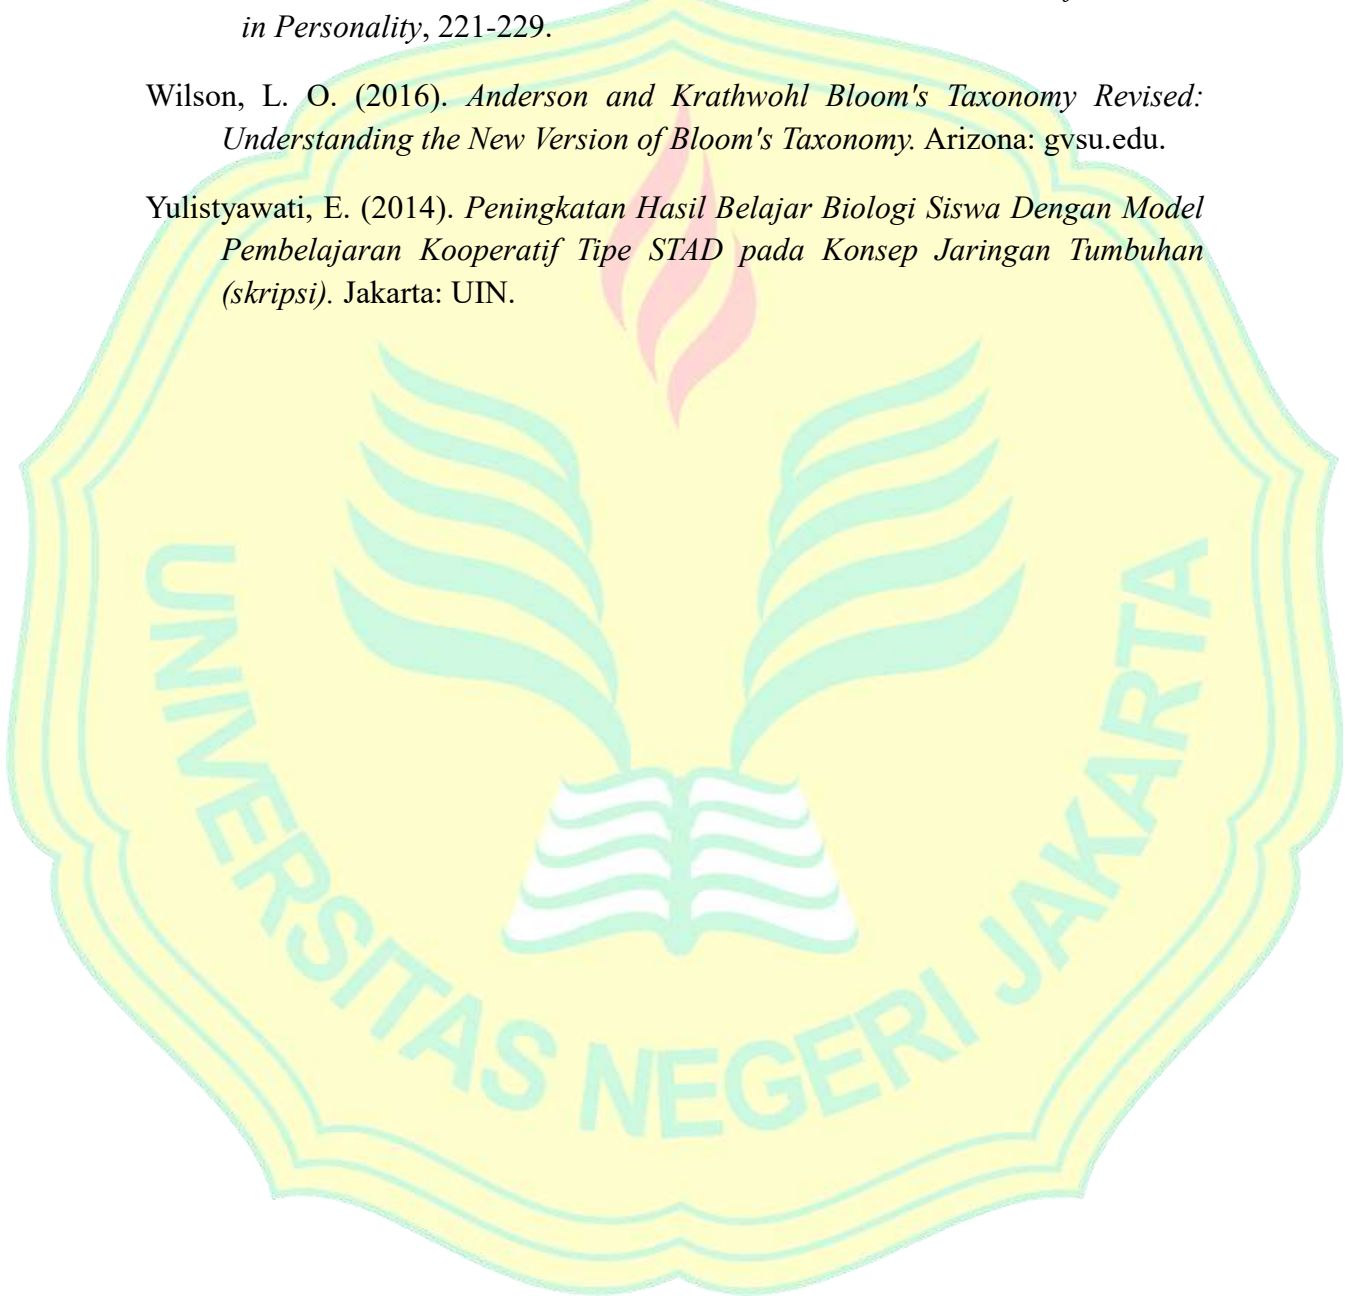 in Personality, 221-229.
Wilson, L. O. (2016). Anderson and Krathwohl Bloom's Taxonomy Revised:
Understanding the New Version of Bloom's Taxonomy. Arizona: gvsu.edu.
Yulistyawati, E. (2014). Peningkatan Hasil Belajar Biologi Siswa Dengan Model
Pembelajaran Kooperatif Tipe STAD pada Konsep Jaringan Tumbuhan
(skripsi). Jakarta: UIN.
UNIVERSITAS NEGERI JAKARTA